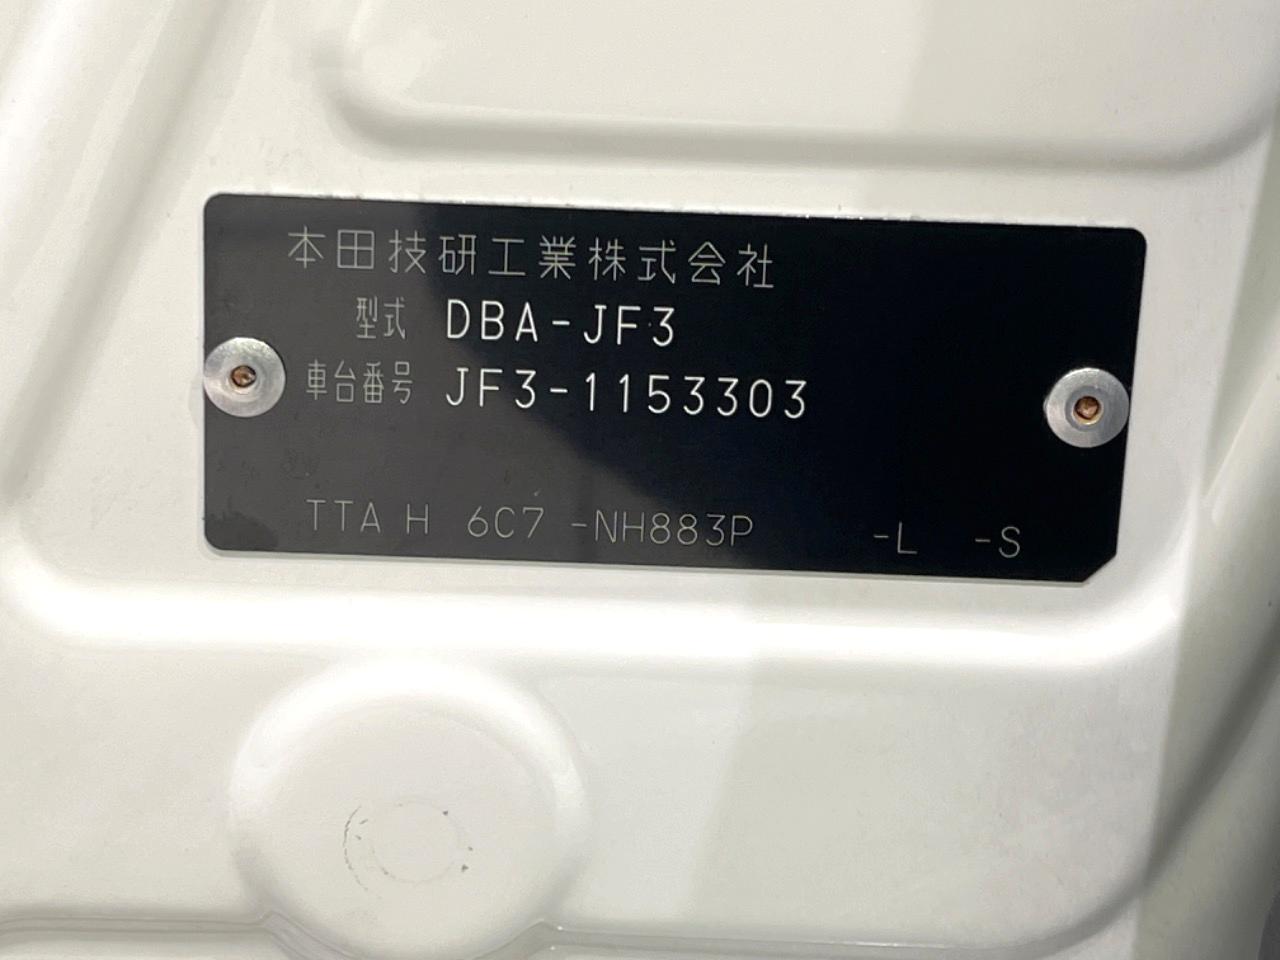 本田技研工業株式会社
型式 DBA-JF3
車台番号 JF3-1153303
TTA H 6C7 -NH883P -L -S